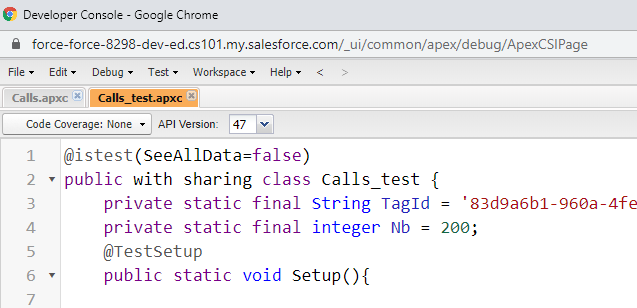 Developer Console - Google Chrome
force-force-8298-dev-ed.cs101.my.salesforce.com/_ui/common/apex/debug/ApexCSIPage
File Edit Debug Test Workspace Help < >
Calls.apxc Calls_test.apxc
Code Coverage: None API Version: 47
1 @istest(SeeAllData=false)
2 public with sharing class Calls_test {
3 private static final String TagId = '83d9a6b1-960a-4fe
4 private static final integer Nb = 200;
5 @TestSetup
6 public static void Setup(){
7